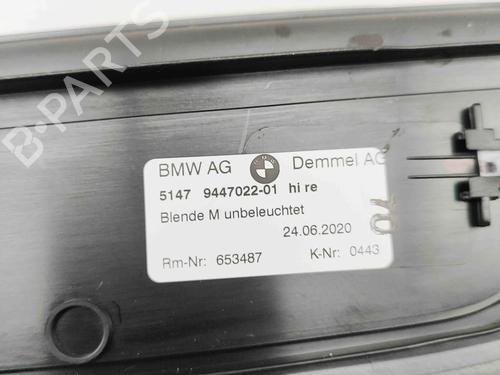 B-PARTS
BMW AG Demmel AG
5147 9447022-01 hi re
Blende M unbeleuchtet
24.06.2020
Rm-Nr: 653487 K-Nr: 0443